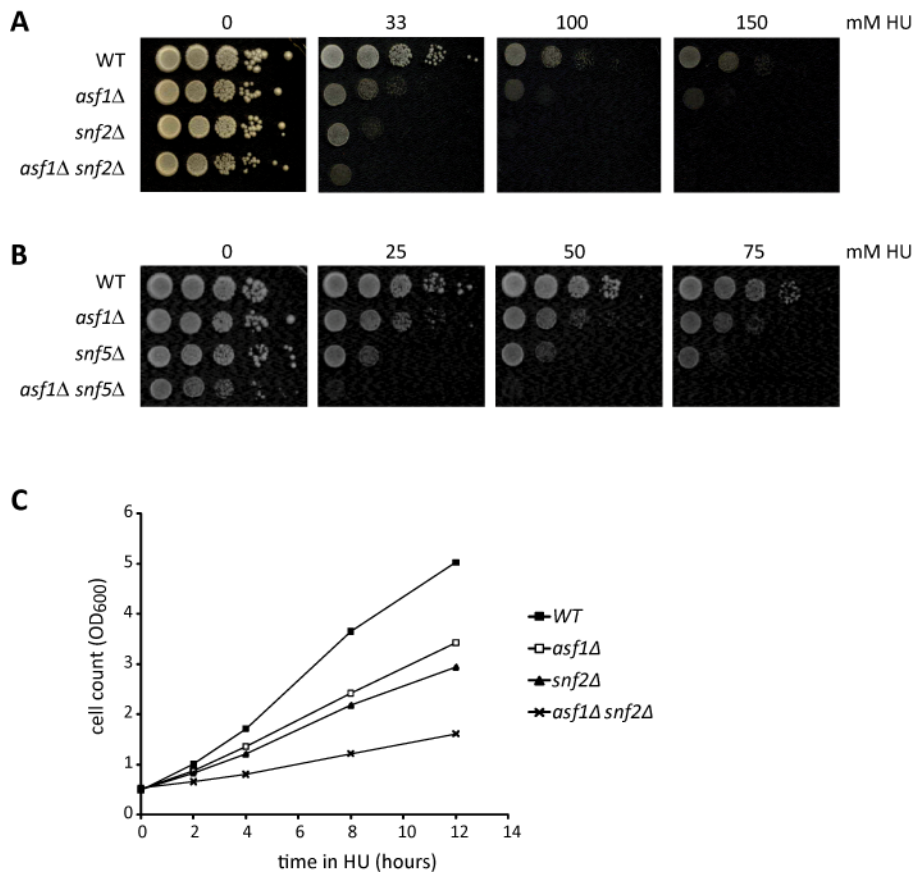 A
0 33 100 150 mM HU
WT
asf1Δ
snf2Δ
asf1Δ snf2Δ
B
0 25 50 75 mM HU
WT
asf1Δ
snf5Δ
asf1Δ snf5Δ
C
cell count (OD600)
6
5
4
3
2
1
0
0 2 4 6 8 10 12 14
time in HU (hours)
WT
asf1Δ
snf2Δ
asf1Δ snf2Δ